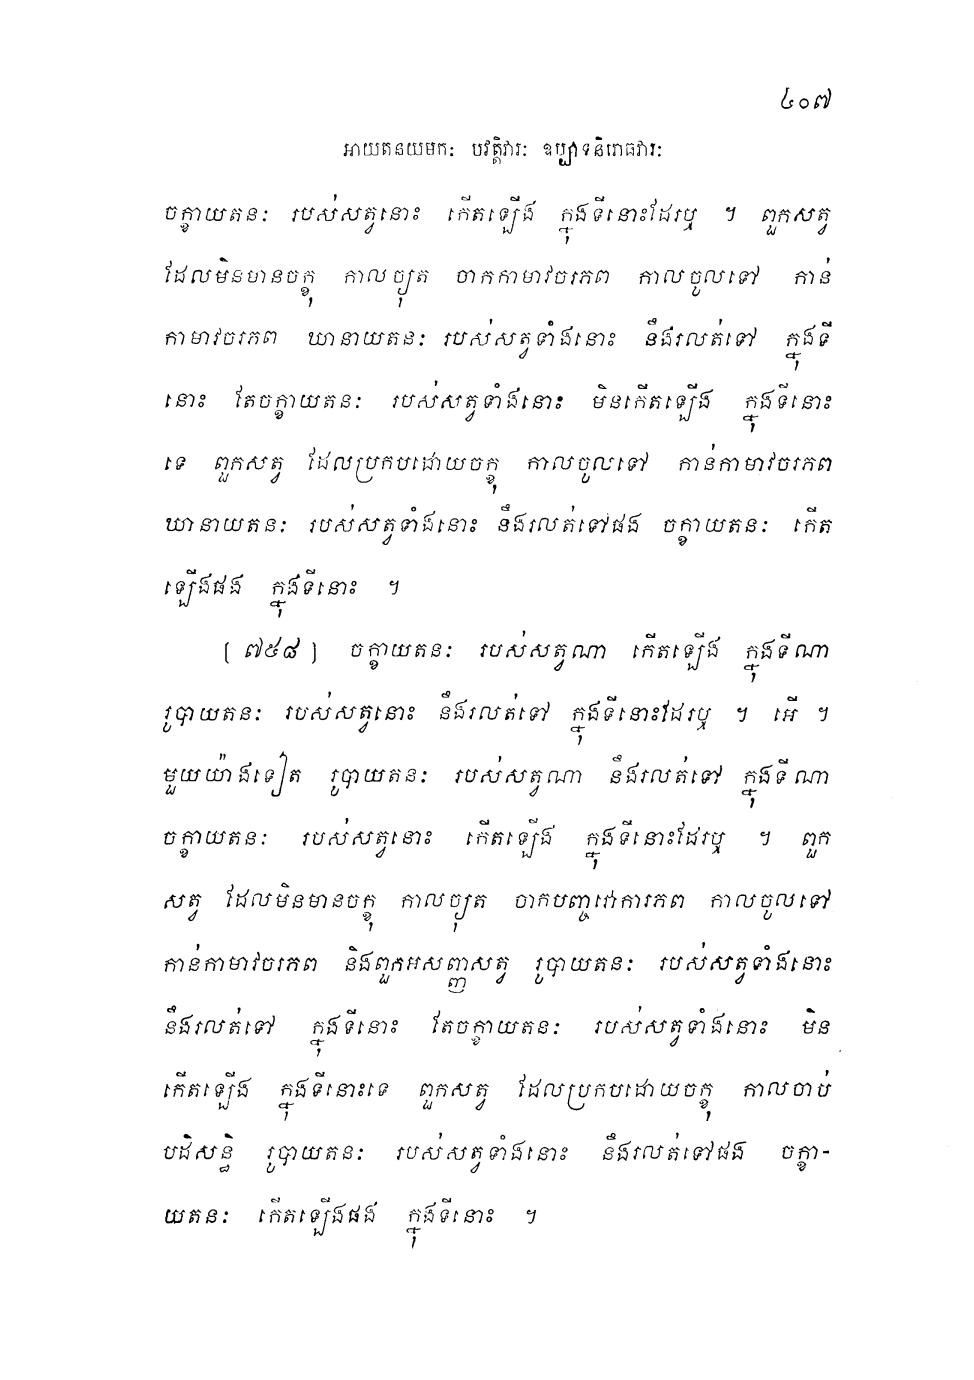 ៤០៧
អាយតនយមកៈ បវត្តិវារៈ ឧប្បាទនិរោធវារៈ
ចក្ខាយតនៈ របស់សត្វនោះ កើតឡើង ក្នុងទីនោះដែរឬ ។ ពួកសត្វ
ដែលមិនមានចក្ខុ កាលច្យុត ចាកកាមាវចរភព កាលចូលទៅ កាន់
កាមាវចរភព ឃានាយតនៈ របស់សត្វទាំងនោះ នឹងរលត់ទៅ ក្នុងទី
នោះ តែចក្ខាយតនៈ របស់សត្វទាំងនោះ មិនកើតឡើង ក្នុងទីនោះ
ទេ ពួកសត្វ ដែលប្រកបដោយចក្ខុ កាលចូលទៅ កាន់កាមាវចរភព
ឃានាយតនៈ របស់សត្វទាំងនោះ នឹងរលត់ទៅផង ចក្ខាយតនៈ កើត
ឡើងផង ក្នុងទីនោះ ។
[ ៧៥៨ ] ចក្ខាយតនៈ របស់សត្វណា កើតឡើង ក្នុងទីណា
រូបាយតនៈ របស់សត្វនោះ នឹងរលត់ទៅ ក្នុងទីនោះដែរឬ ។ អើ ។
មួយយ៉ាងទៀត រូបាយតនៈ របស់សត្វណា នឹងរលត់ទៅ ក្នុងទីណា
ចក្ខាយតនៈ របស់សត្វនោះ កើតឡើង ក្នុងទីនោះដែរឬ ។ ពួក
សត្វ ដែលមិនមានចក្ខុ កាលច្យុត ចាកបញ្ចវោការភព កាលចូលទៅ
កាន់កាមាវចរភព និងពួកអសញ្ញសត្វ រូបាយតនៈ របស់សត្វទាំងនោះ
នឹងរលត់ទៅ ក្នុងទីនោះ តែចក្ខាយតនៈ របស់សត្វទាំងនោះ មិន
កើតឡើង ក្នុងទីនោះទេ ពួកសត្វ ដែលប្រកបដោយចក្ខុ កាលចាប់
បដិសន្ធិ រូបាយតនៈ របស់សត្វទាំងនោះ នឹងរលត់ទៅផង ចក្ខា-
យតនៈ កើតឡើងផង ក្នុងទីនោះ ។